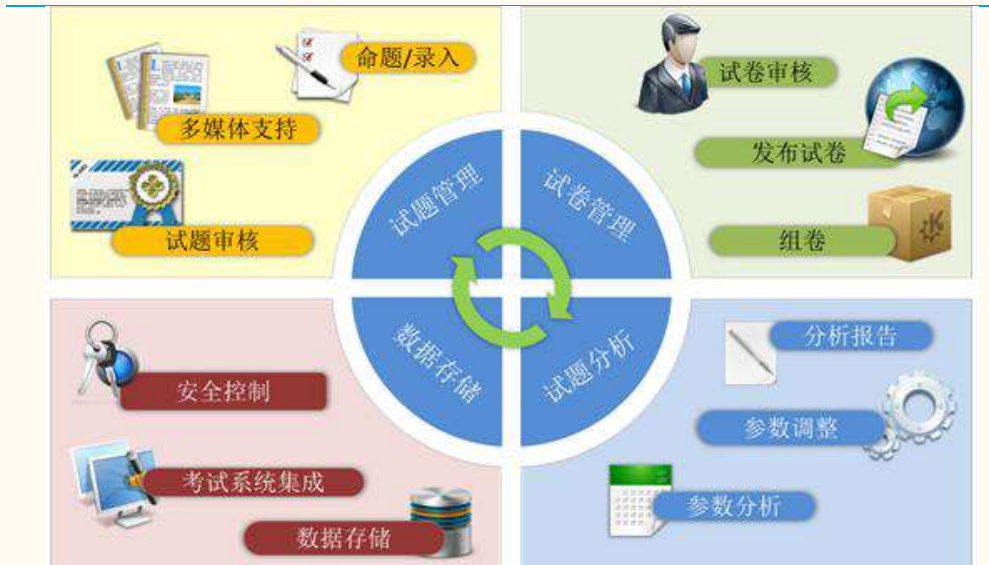 命题/录入
多媒体支持
试题审核
试卷审核
发布试卷
组卷
试题管理
试卷管理
数据存储
试题分析
安全控制
考试系统集成
数据存储
分析报告
参数调整
参数分析